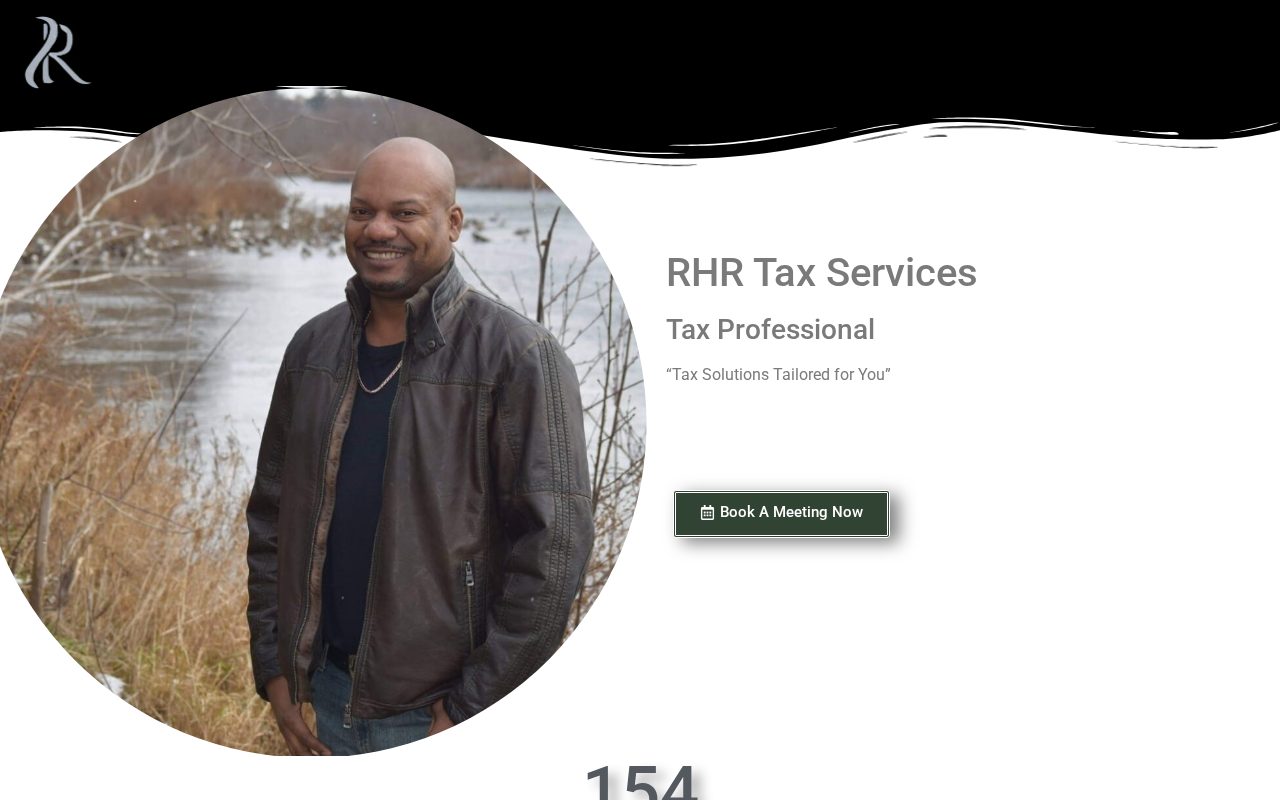 R
RHR Tax Services
Tax Professional
“Tax Solutions Tailored for You”
Book A Meeting Now
154